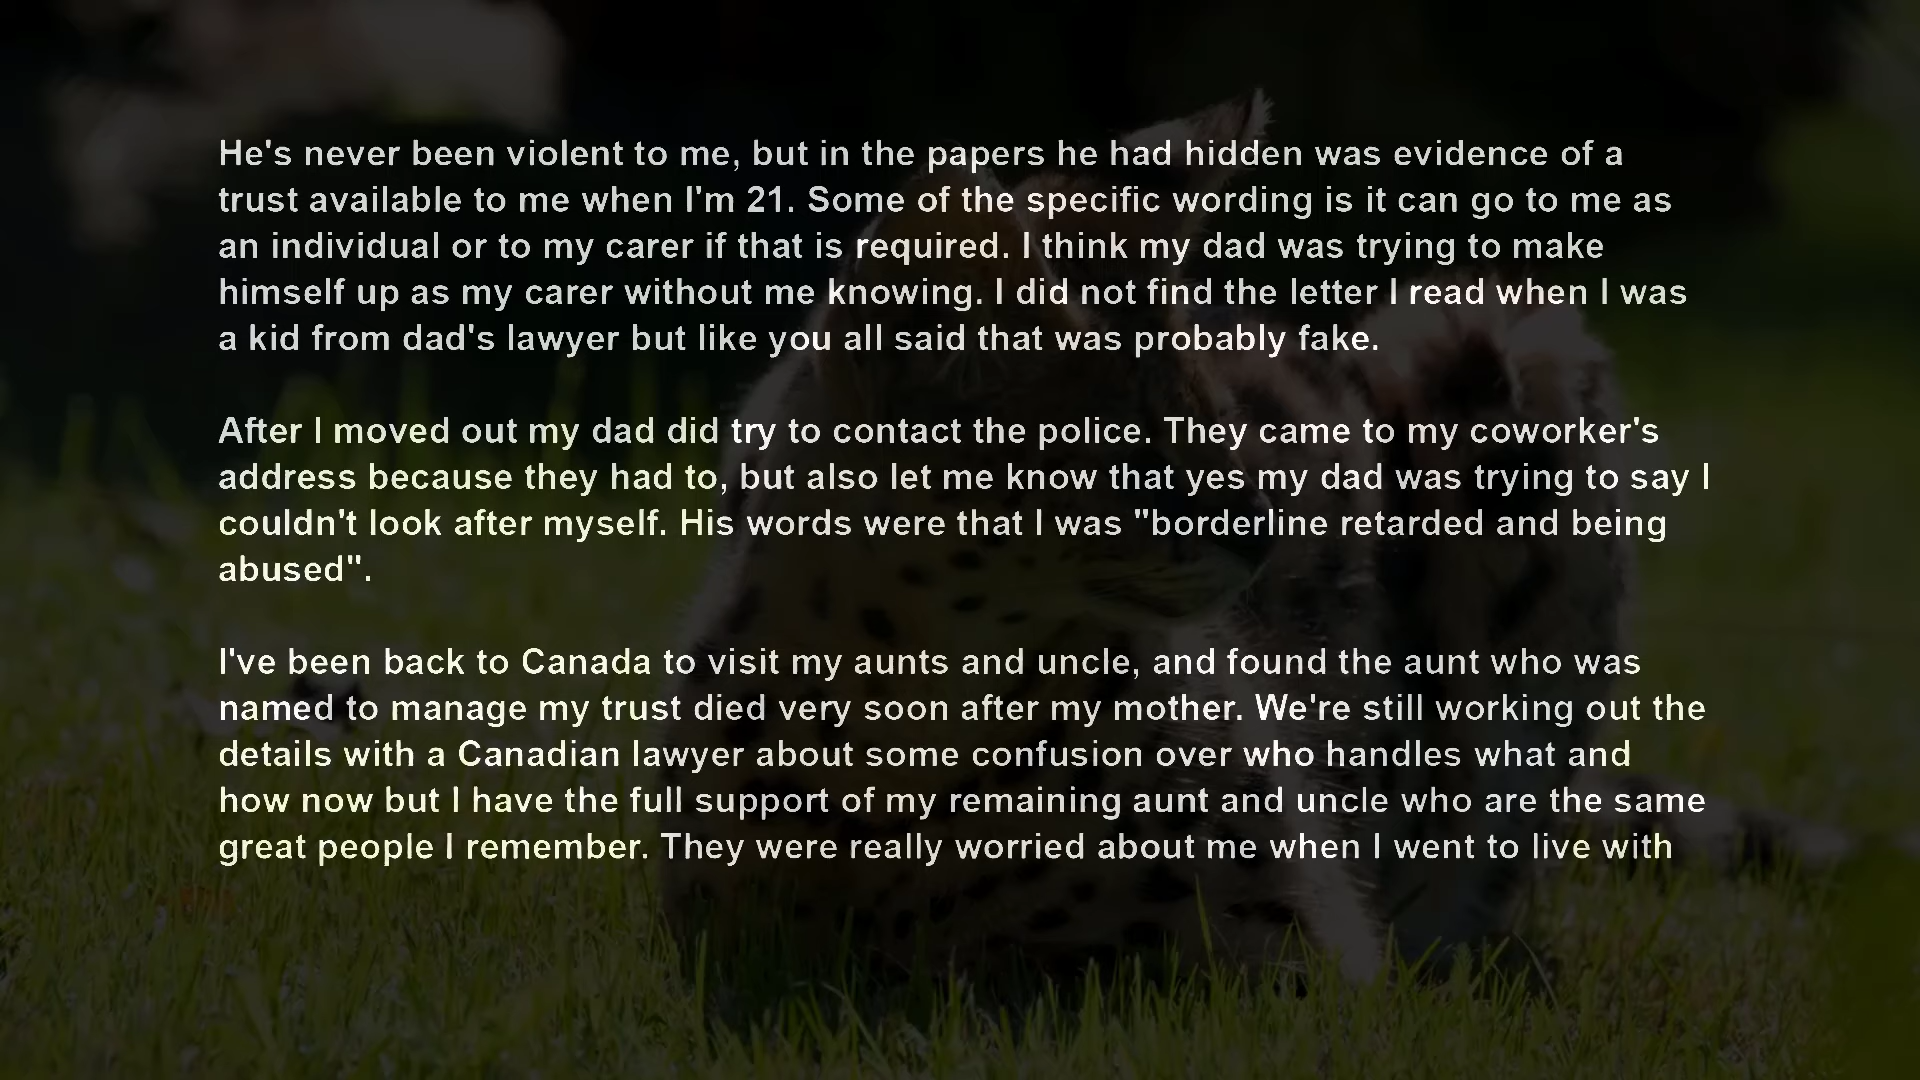 He's never been violent to me, but in the papers he had hidden was evidence of a
trust available to me when I'm 21. Some of the specific wording is it can go to me as
an individual or to my carer if that is required. I think my dad was trying to make
himself up as my carer without me knowing. I did not find the letter I read when I was
a kid from dad's lawyer but like you all said that was probably fake.
After I moved out my dad did try to contact the police. They came to my coworker's
address because they had to, but also let me know that yes my dad was trying to say I
couldn't look after myself. His words were that I was "borderline retarded and being
abused".
I've been back to Canada to visit my aunts and uncle, and found the aunt who was
named to manage my trust died very soon after my mother. We're still working out the
details with a Canadian lawyer about some confusion over who handles what and
how now but I have the full support of my remaining aunt and uncle who are the same
great people I remember. They were really worried about me when I went to live with